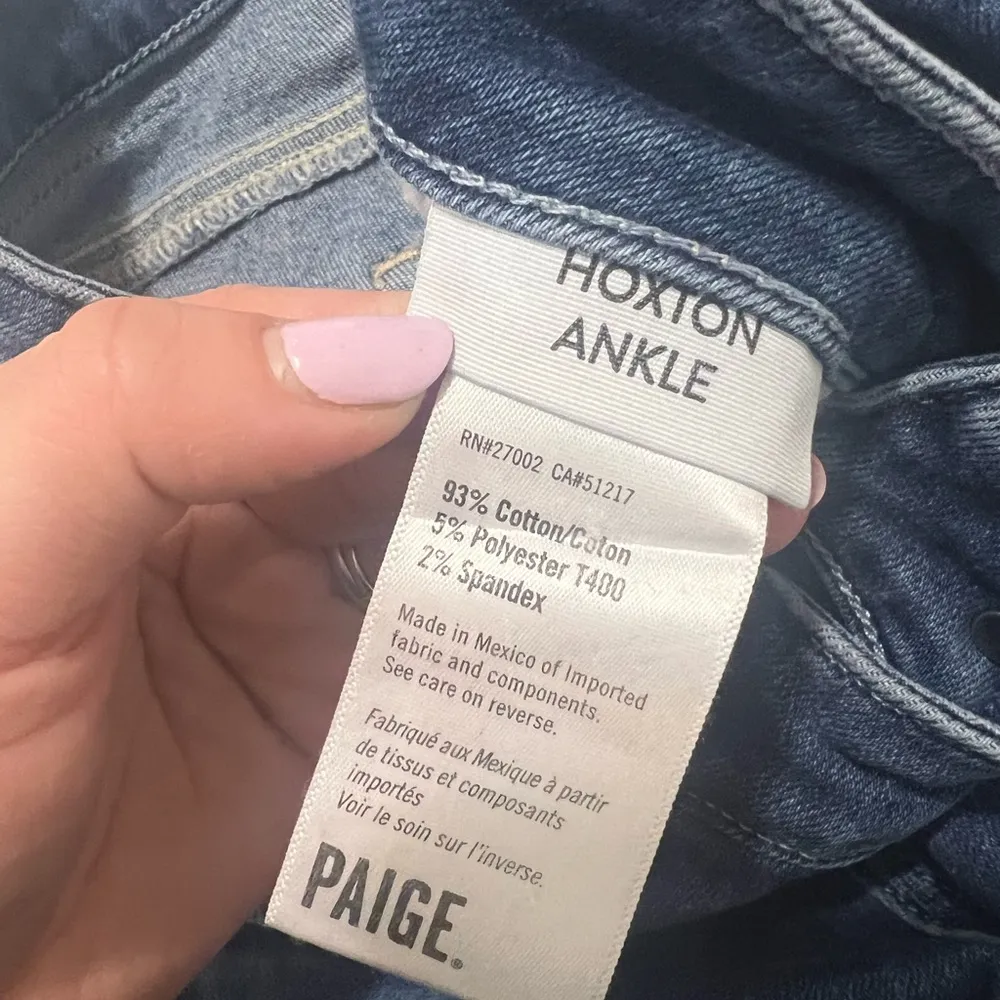 HOXTON
ANKLE
RN#27002 CA#51217
93% Cotton/Coton
5% Polyester T400
2% Spandex
Made in Mexico of Imported
fabric and components.
See care on reverse.
Fabriqué aux Mexique à partir
de tissus et composants
importés
Voir le soin sur l'inverse.
PAIGE.®